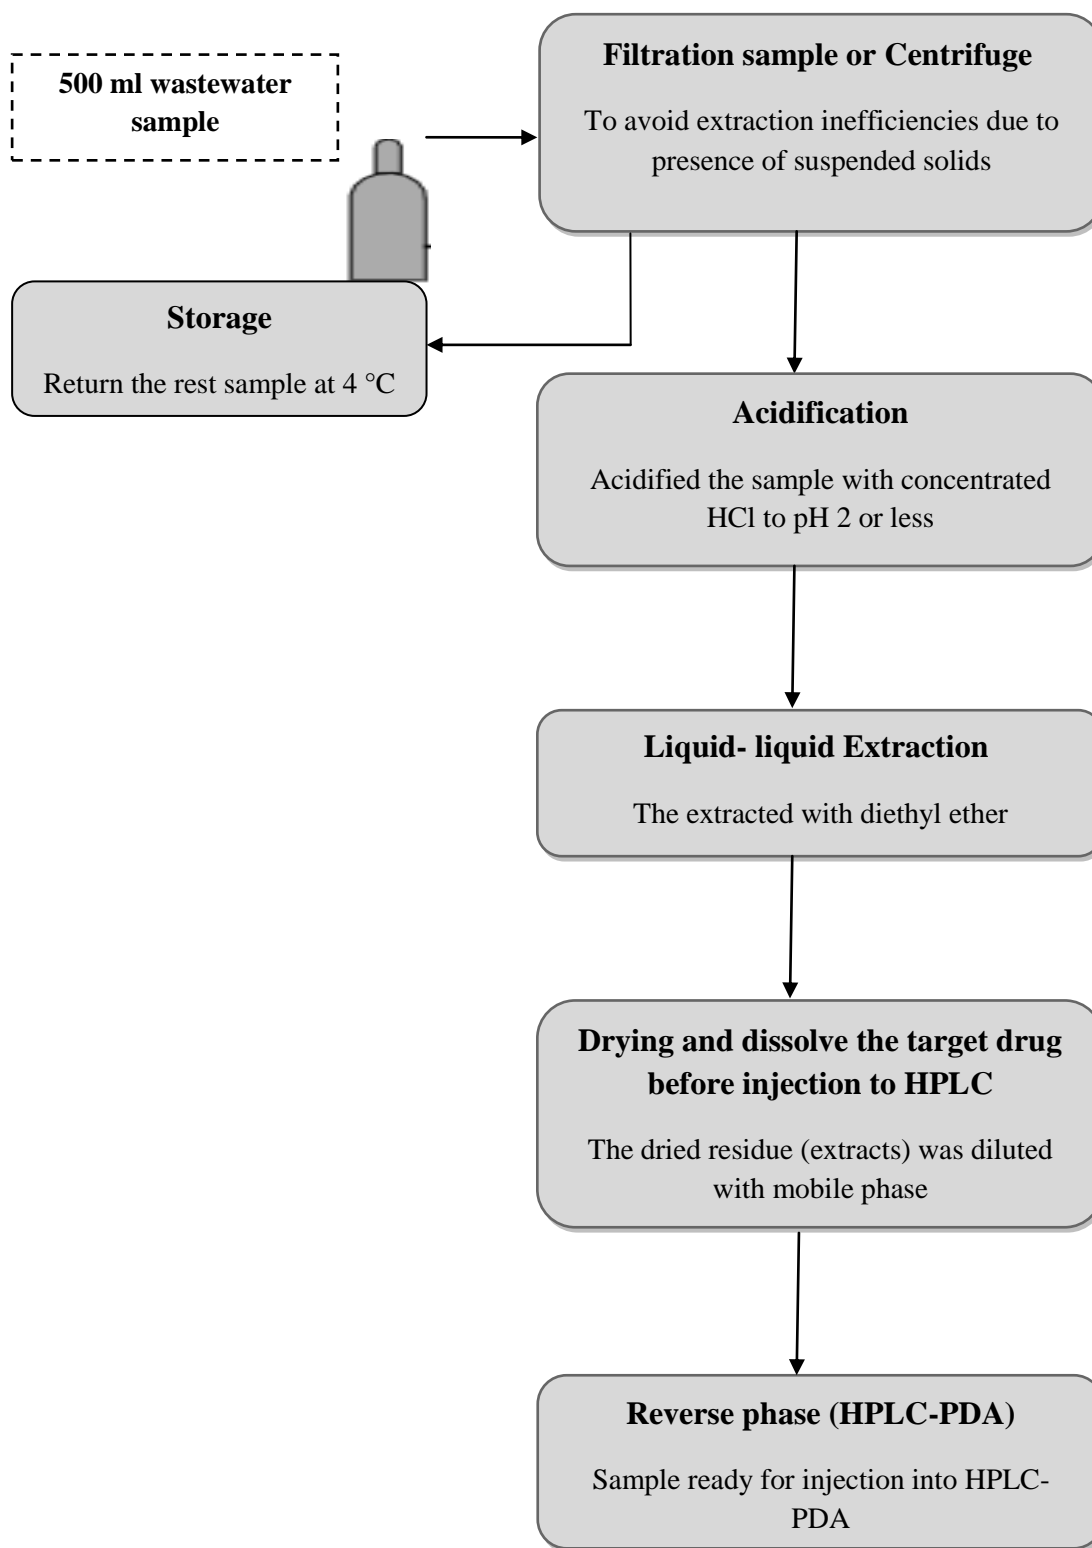 500 ml wastewater
sample
Filtration sample or Centrifuge
To avoid extraction inefficiencies due to
presence of suspended solids
Storage
Return the rest sample at 4 °C
Acidification
Acidified the sample with concentrated
HCl to pH 2 or less
Liquid- liquid Extraction
The extracted with diethyl ether
Drying and dissolve the target drug
before injection to HPLC
The dried residue (extracts) was diluted
with mobile phase
Reverse phase (HPLC-PDA)
Sample ready for injection into HPLC-
PDA